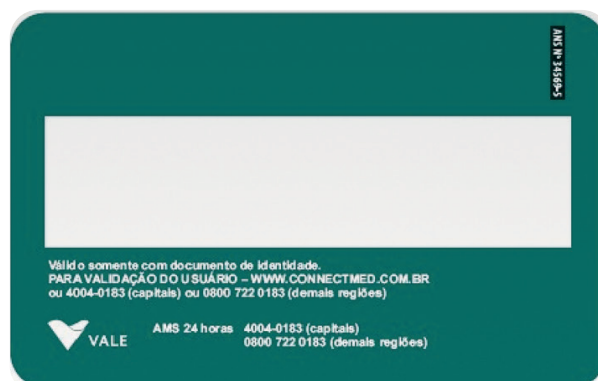 ANS Nº 34569-5
Válido somente com documento de identidade.
PARA VALIDAÇÃO DO USUÁRIO – WWW.CONNECTMED.COM.BR
ou 4004-0183 (capitais) ou 0800 722 0183 (demais regiões)
AMS 24 horas 4004-0183 (capitais)
0800 722 0183 (demais regiões)
VALE